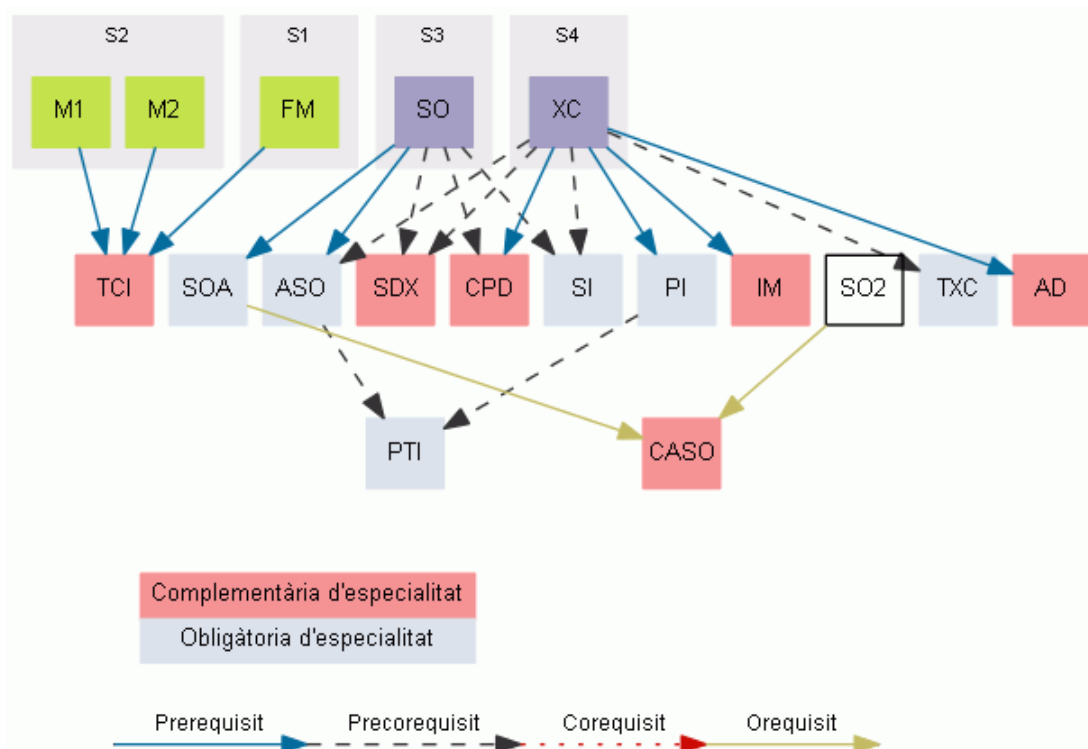 S2
S1
S3
S4
M1
M2
FM
SO
XC
TCI
SOA
ASO
SDX
CPD
SI
PI
IM
SO2
TXC
AD
PTI
CASO
Complementària d'especialitat
Obligàtoria d'especialitat
Prerequisit
Precorequisit
Corequisit
Orequisit